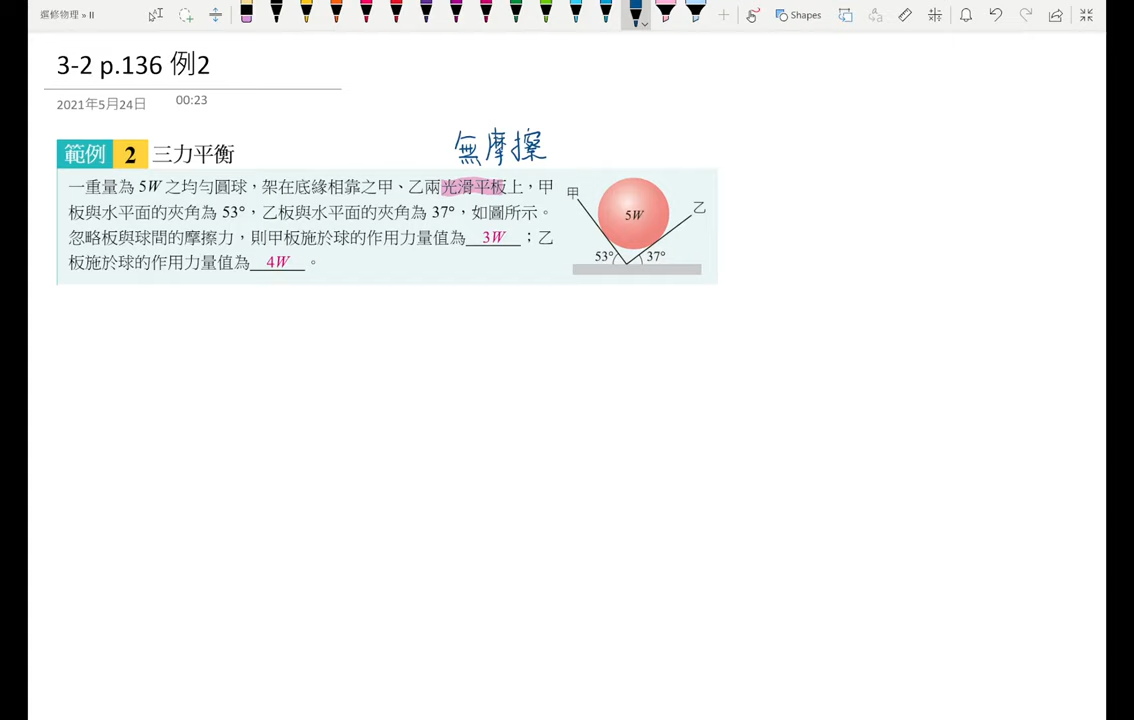 選修物理 » II
Shapes
3-2 p.136 例2
2021年5月24日 00:23
範例 2 三力平衡
無摩擦
一重量為 5W 之均勻圓球,架在底緣相靠之甲、乙兩光滑平板上,甲
板與水平面的夾角為 53°,乙板與水平面的夾角為 37°,如圖所示。
忽略板與球間的摩擦力,則甲板施於球的作用力量值為 3W ;乙
板施於球的作用力量值為 4W 。
甲
乙
5W
53° 37°